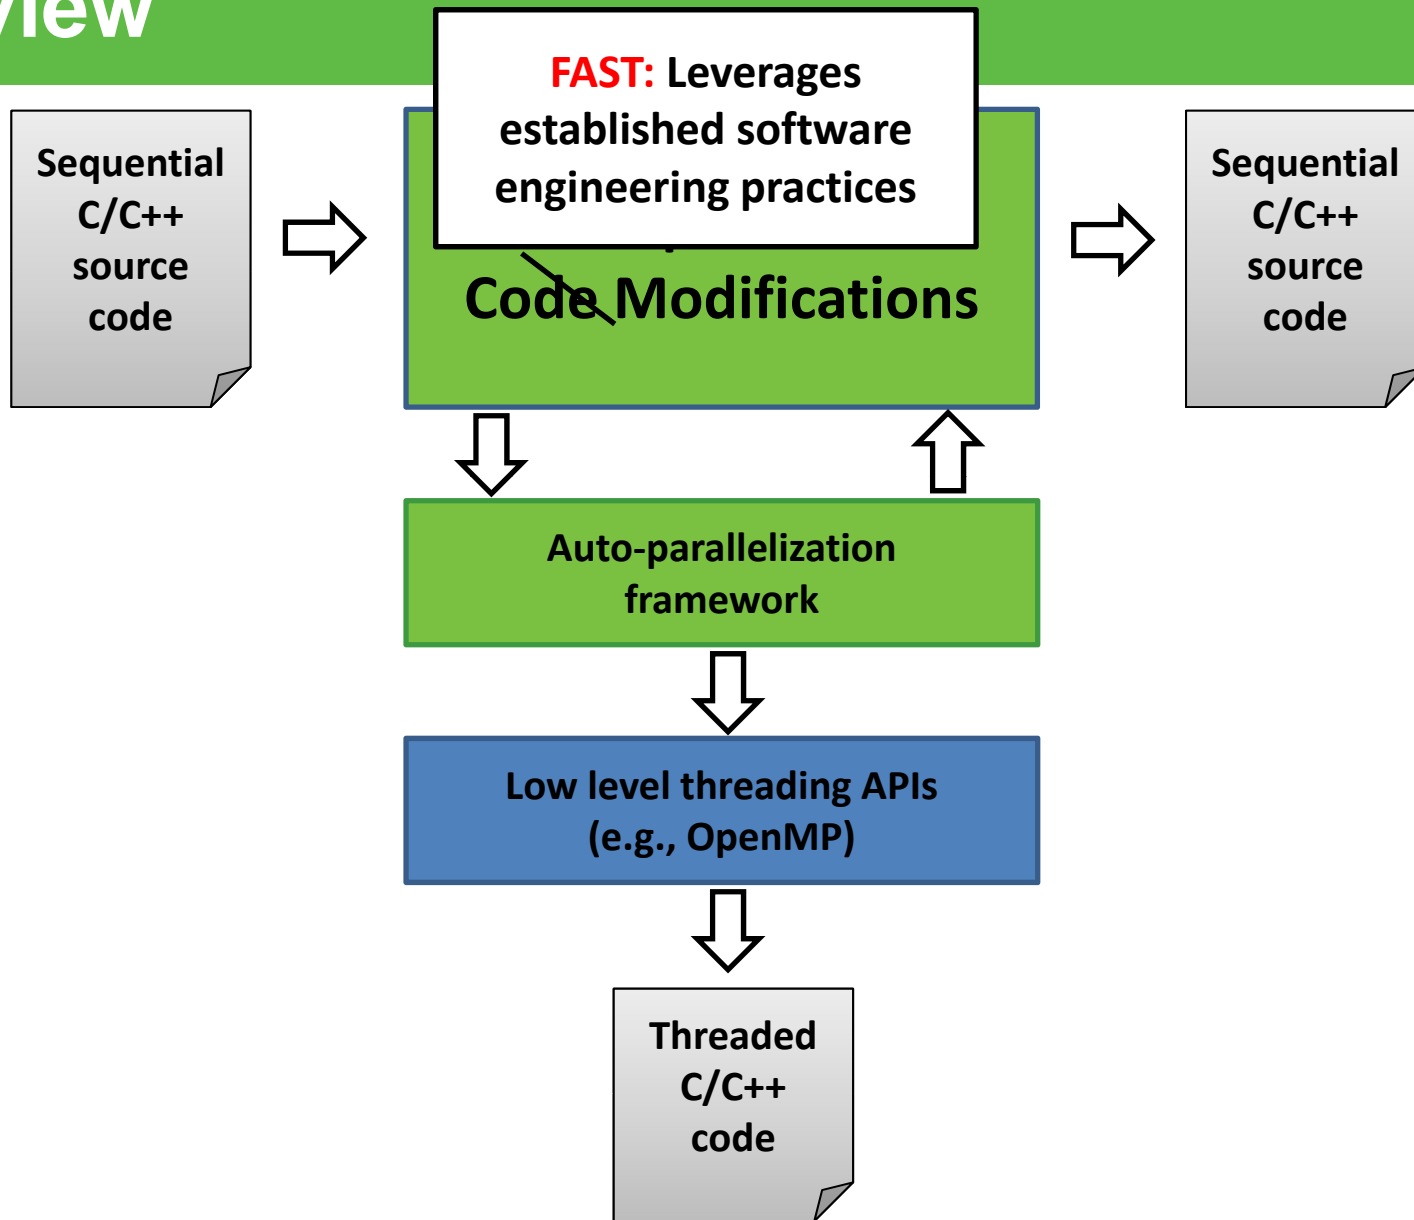 FAST: Leverages
established software
engineering practices
Sequential
C/C++
source
code
Code Modifications
Sequential
C/C++
source
code
Auto-parallelization
framework
Low level threading APIs
(e.g., OpenMP)
Threaded
C/C++
code